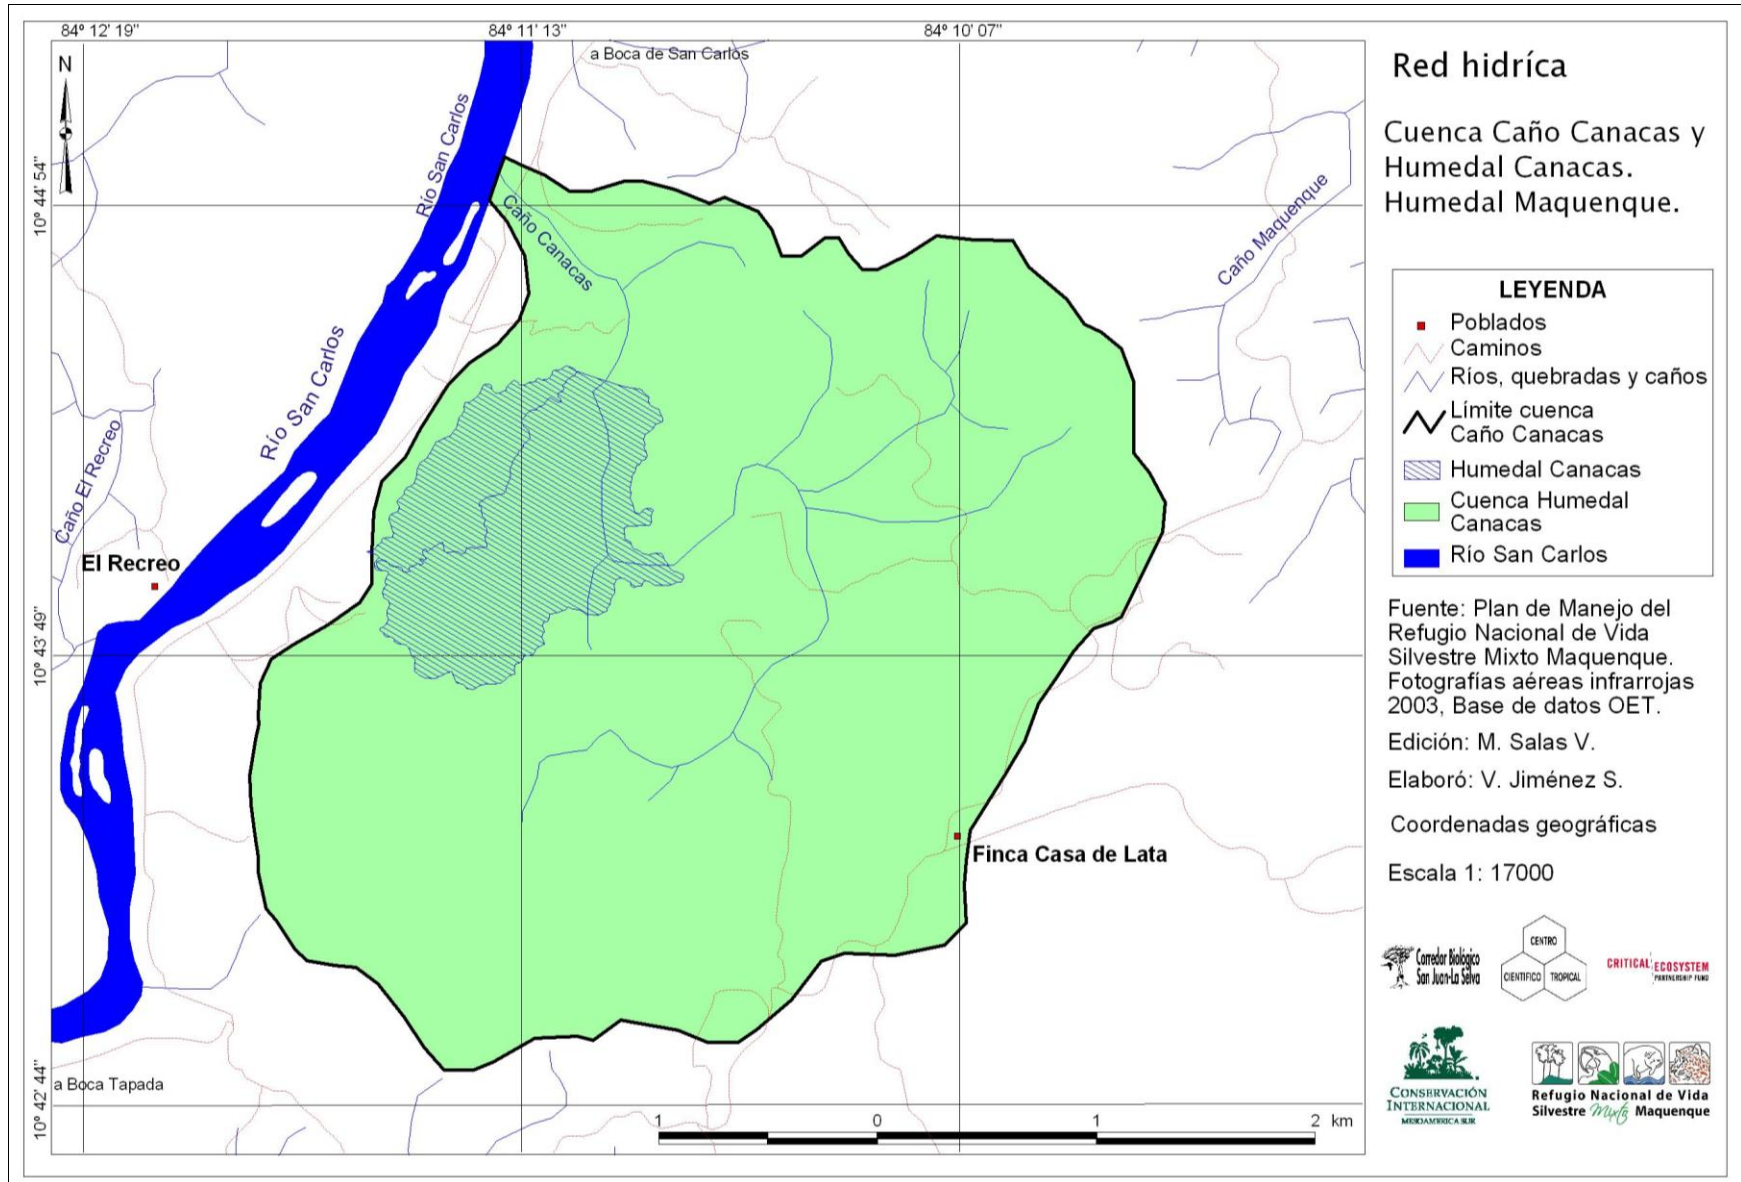 84º 12' 19"
84º 11' 13"
84º 10' 07"
N
a Boca de San Carlos
Río San Carlos
10º 44' 54"
Caño Canacas
Caño Maquenque
Río San Carlos
Caño El Recreo
El Recreo
10º 43' 49"
Finca Casa de Lata
a Boca Tapada
10º 42' 44"
1 0 1 2 km
Red hidríca
Cuenca Caño Canacas y
Humedal Canacas.
Humedal Maquenque.
LEYENDA
Poblados
Caminos
Ríos, quebradas y caños
Límite cuenca
Caño Canacas
Humedal Canacas
Cuenca Humedal
Canacas
Río San Carlos
Fuente: Plan de Manejo del
Refugio Nacional de Vida
Silvestre Mixto Maquenque.
Fotografías aéreas infrarrojas
2003, Base de datos OET.
Edición: M. Salas V.
Elaboró: V. Jiménez S.
Coordenadas geográficas
Escala 1: 17000
Corredor Biológico
San Juan-La Selva
CENTRO
CIENTIFICO TROPICAL
CRITICAL ECOSYSTEM
PARTNERSHIP FUND
CONSERVACIÓN
INTERNACIONAL
MESOAMERICA SUR
Refugio Nacional de Vida
Silvestre Mixto Maquenque